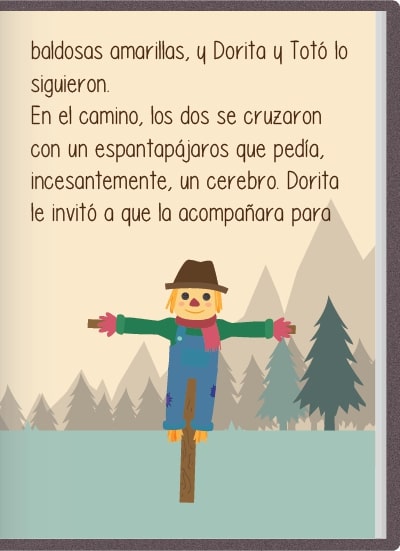 baldosas amarillas, y Dorita y Totó lo
siguieron.
En el camino, los dos se cruzaron
con un espantapájaros que pedía,
incesantemente, un cerebro. Dorita
le invitó a que la acompañara para